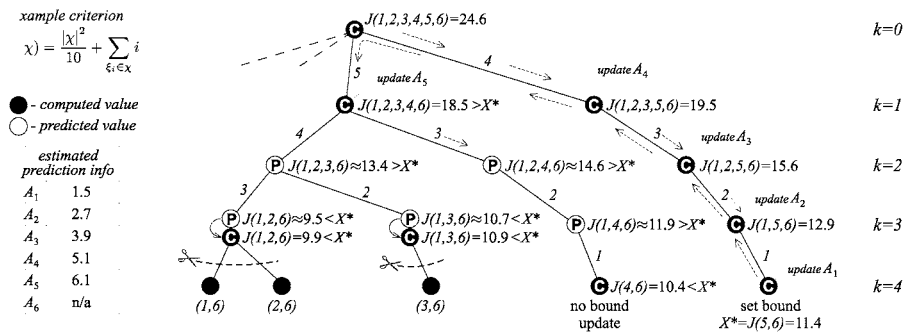 xample criterion
χ) = |χ|² / 10 + ∑ ξᵢ∈χ i
- computed value
- predicted value
estimated
prediction info
A₁ 1.5
A₂ 2.7
A₃ 3.9
A₄ 5.1
A₅ 6.1
A₆ n/a
C J(1,2,3,4,5,6)=24.6
k=0
5
4
update A₅
update A₄
C J(1,2,3,4,6)=18.5 >X*
C J(1,2,3,5,6)=19.5
k=1
4
3
3
update A₃
P J(1,2,3,6)≈13.4 >X*
P J(1,2,4,6)≈14.6 >X*
C J(1,2,5,6)=15.6
k=2
3
2
2
2
update A₂
P J(1,2,6)≈9.5 <X*
P J(1,3,6)≈10.7 <X*
P J(1,4,6)≈11.9 >X*
C J(1,5,6)=12.9
k=3
C J(1,2,6)=9.9 <X*
C J(1,3,6)=10.9 <X*
1
1
update A₁
C J(4,6)=10.4 <X*
C
k=4
(1,6)
(2,6)
(3,6)
no bound
update
set bound
X*=J(5,6)=11.4